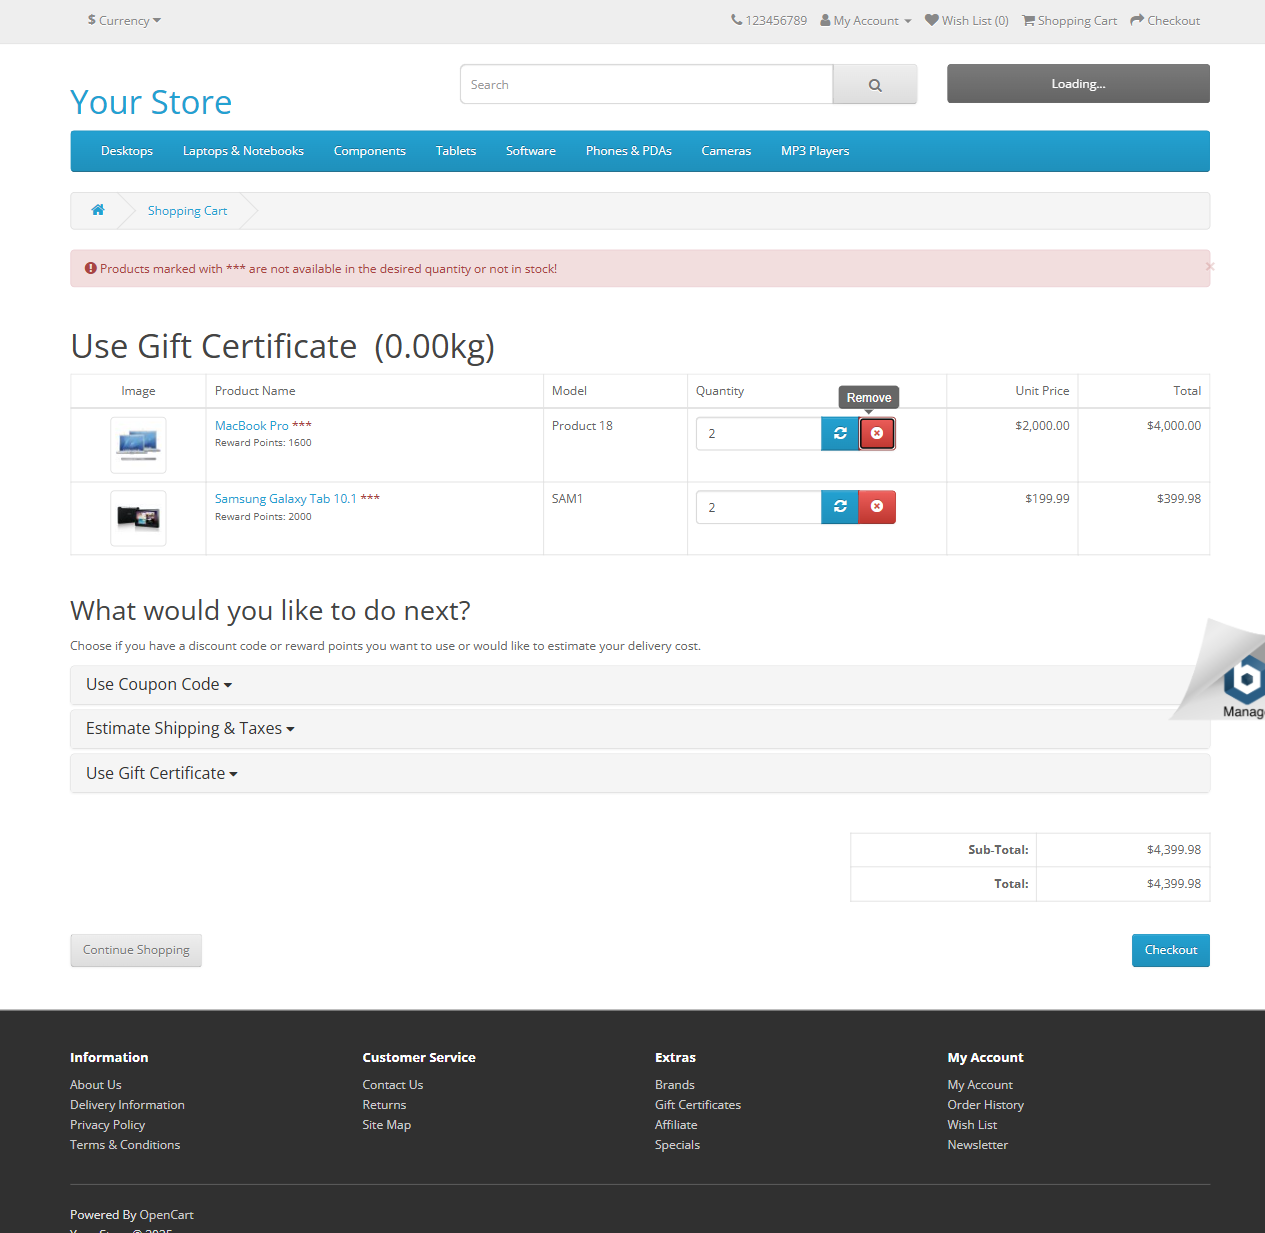 $ Currency
123456789 My Account Wish List (0) Shopping Cart Checkout
Your Store
Search
Loading...
Desktops Laptops & Notebooks Components Tablets Software Phones & PDAs Cameras MP3 Players
Shopping Cart
Products marked with *** are not available in the desired quantity or not in stock!
×
Use Gift Certificate (0.00kg)
Image Product Name Model Quantity Unit Price Total
Remove
MacBook Pro *** Product 18 2 $2,000.00 $4,000.00
Reward Points: 1600
Samsung Galaxy Tab 10.1 *** SAM1 2 $199.99 $399.98
Reward Points: 2000
What would you like to do next?
Choose if you have a discount code or reward points you want to use or would like to estimate your delivery cost.
Use Coupon Code
Manag
Estimate Shipping & Taxes
Use Gift Certificate
Sub-Total: $4,399.98
Total: $4,399.98
Continue Shopping Checkout
Information Customer Service Extras My Account
About Us Contact Us Brands My Account
Delivery Information Returns Gift Certificates Order History
Privacy Policy Site Map Affiliate Wish List
Terms & Conditions Specials Newsletter
Powered By OpenCart
Your Store © 2025